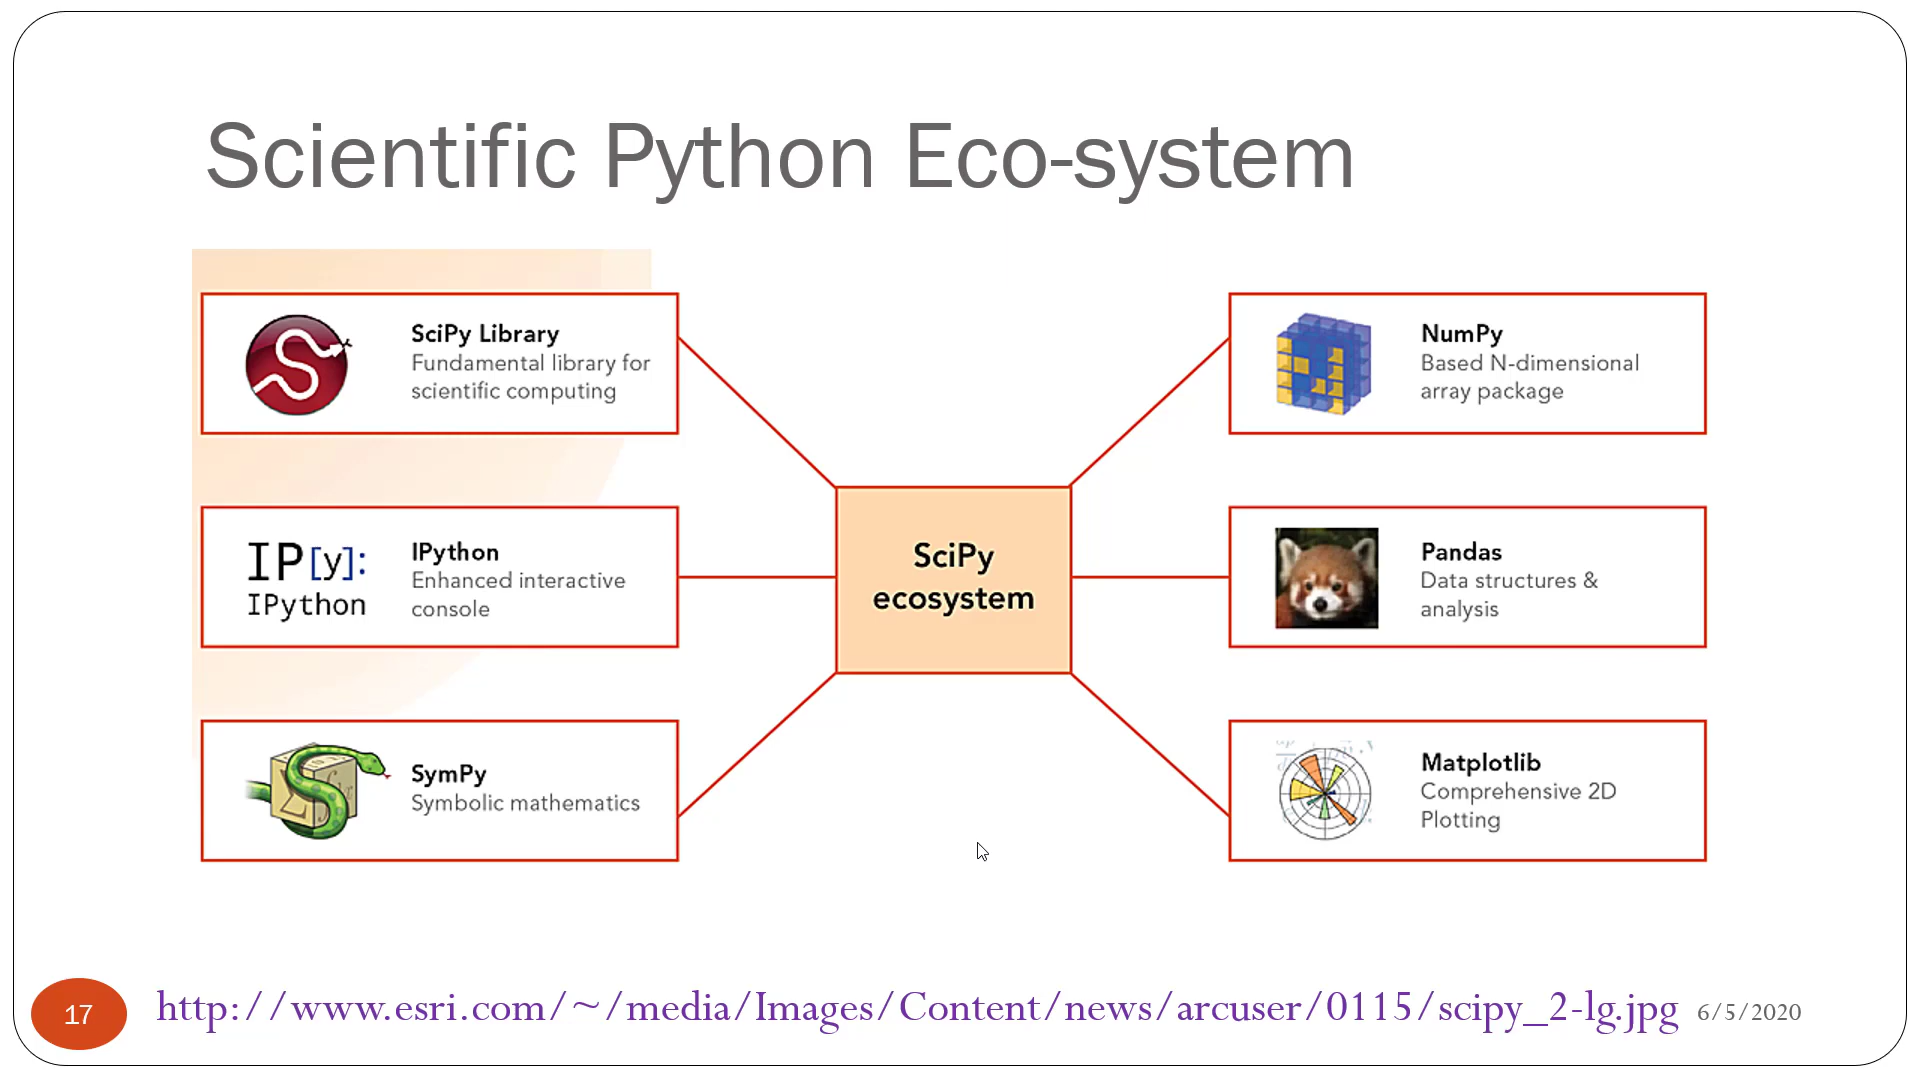 Scientific Python Eco-system
SciPy Library
Fundamental library for
scientific computing
IP[y]:
IPython
IPython
Enhanced interactive
console
SymPy
Symbolic mathematics
SciPy
ecosystem
NumPy
Based N-dimensional
array package
Pandas
Data structures &
analysis
Matplotlib
Comprehensive 2D
Plotting
17
http://www.esri.com/~/media/Images/Content/news/arcuser/0115/scipy_2-lg.jpg
6/5/2020